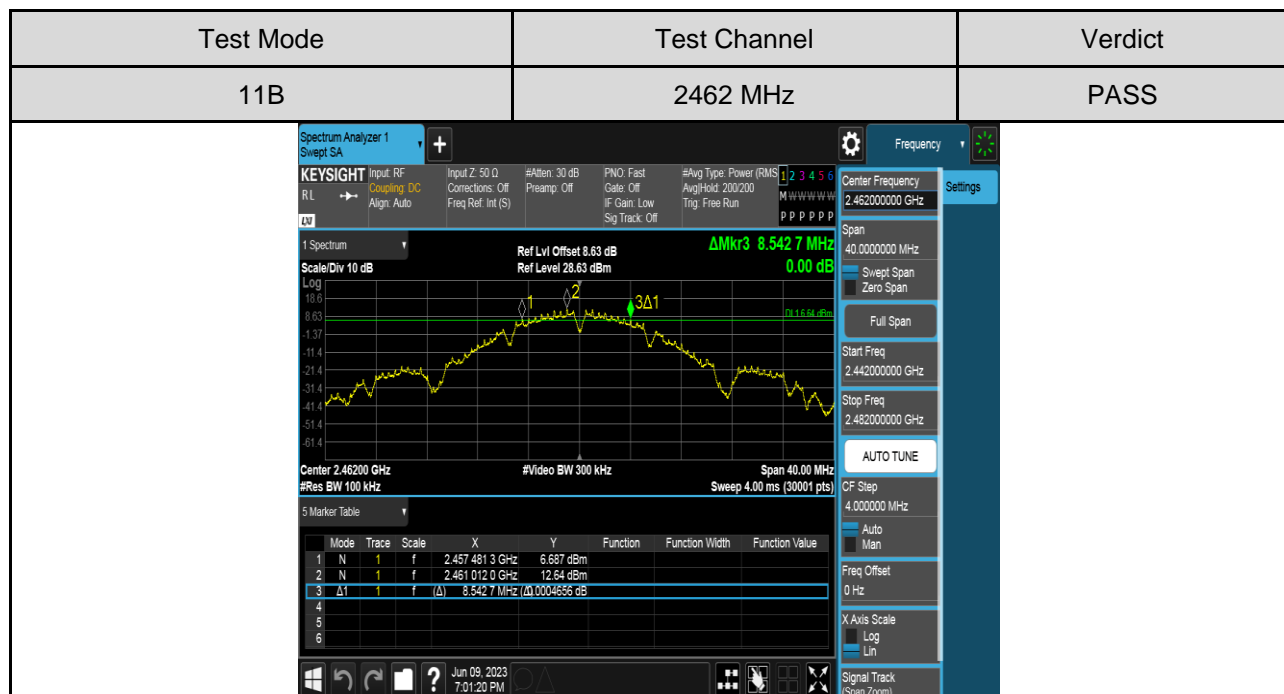 Test Mode Test Channel Verdict
11B 2462 MHz PASS
Spectrum Analyzer 1
Swept SA
+
Frequency
KEYSIGHT Input: RF Input Z: 50 Ω #Atten: 30 dB PNO: Fast #Avg Type: Power (RMS 1 2 3 4 5 6
RL Coupling: DC Corrections: Off Preamp: Off Gate: Off Avg|Hold: 200/200 M W W W W W
Align: Auto Freq Ref: Int (S) IF Gain: Low Trig: Free Run
LXI Sig Track: Off P P P P P P
1 Spectrum Ref Lvl Offset 8.63 dB ΔMkr3 8.542 7 MHz
Scale/Div 10 dB Ref Level 28.63 dBm 0.00 dB
Log
18.6
8.63
-1.37
-11.4
-21.4
-31.4
-41.4
-51.4
-61.4
1 2 3Δ1
DL1 6.64 dBm
Center 2.46200 GHz #Video BW 300 kHz Span 40.00 MHz
#Res BW 100 kHz Sweep 4.00 ms (30001 pts)
5 Marker Table
Mode Trace Scale X Y Function Function Width Function Value
1 N 1 f 2.457 481 3 GHz 6.687 dBm
2 N 1 f 2.461 012 0 GHz 12.64 dBm
3 Δ1 1 f (Δ) 8.542 7 MHz (Δ) 0.0004656 dB
4
5
6
?
Jun 09, 2023
7:01:20 PM
Center Frequency
2.462000000 GHz
Settings
Span
40.0000000 MHz
Swept Span
Zero Span
Full Span
Start Freq
2.442000000 GHz
Stop Freq
2.482000000 GHz
AUTO TUNE
CF Step
4.000000 MHz
Auto
Man
Freq Offset
0 Hz
X Axis Scale
Log
Lin
Signal Track
(Span Zoom)